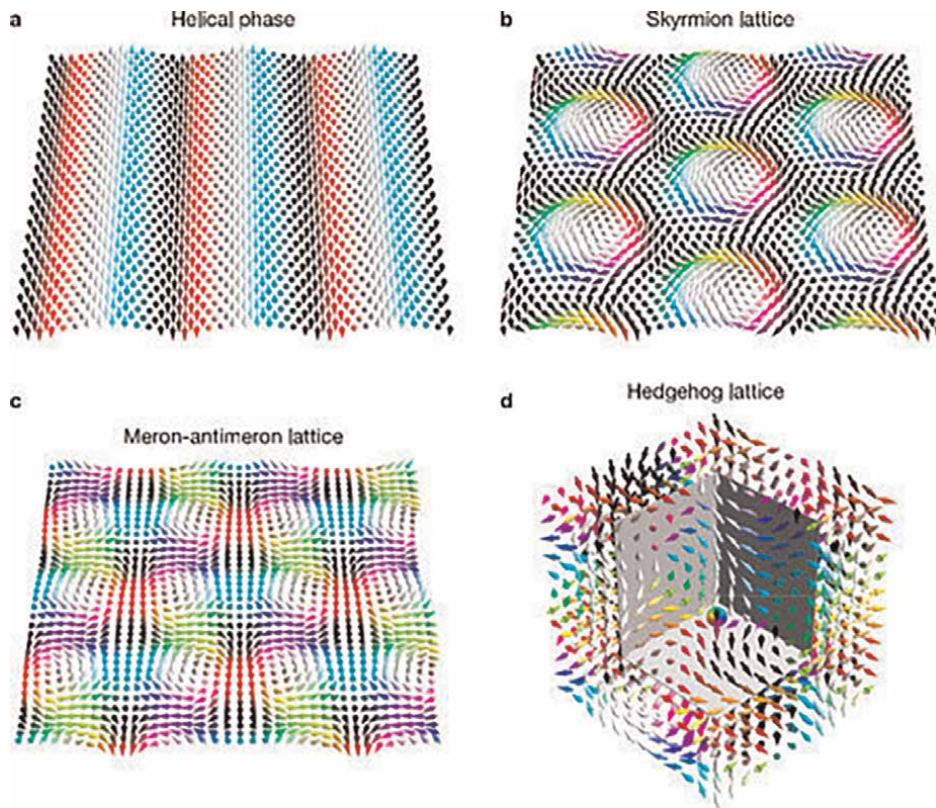 a
Helical phase
b
Skyrmion lattice
c
Meron-antimeron lattice
d
Hedgehog lattice